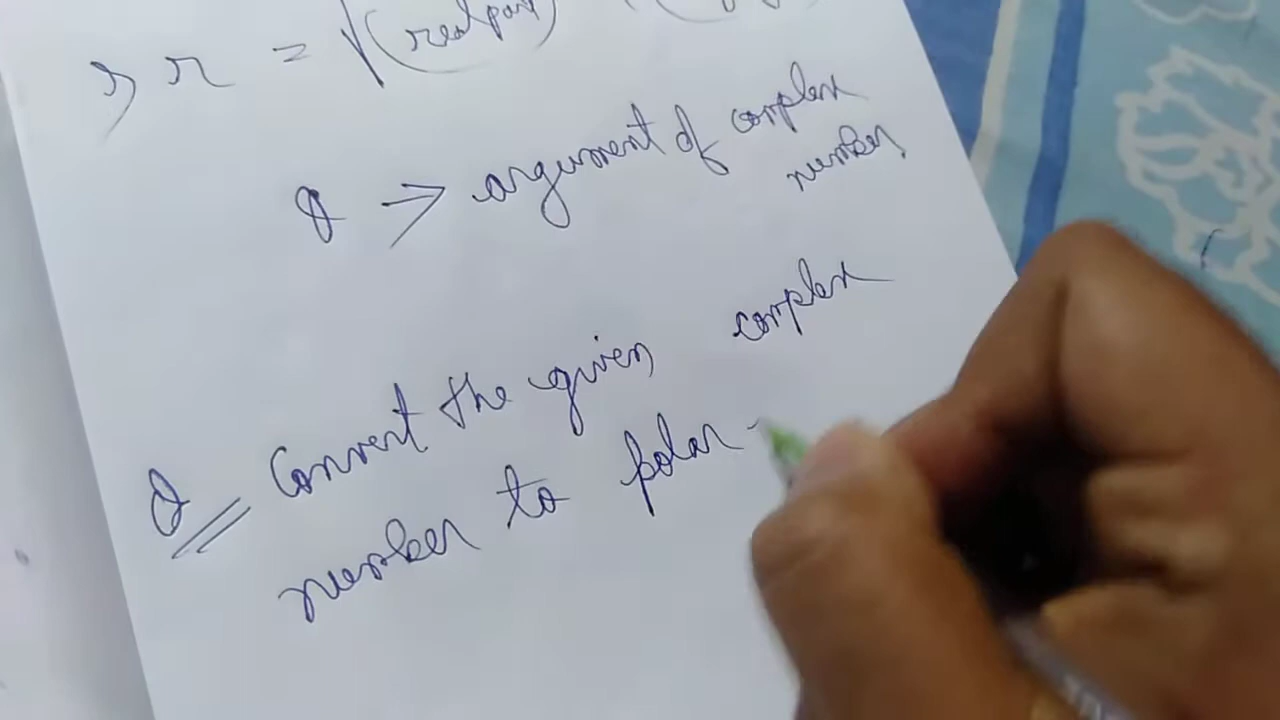 r = √(real part)
θ → argument of complex
number.
Q Convert the given complex
number to polar